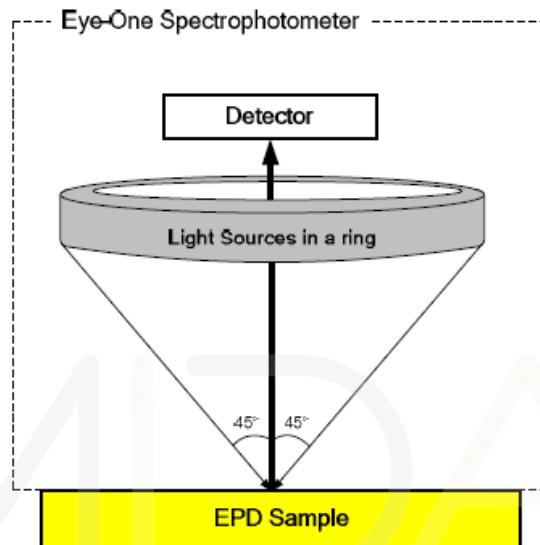 Eye-One Spectrophotometer
Detector
Light Sources in a ring
45° 45°
EPD Sample